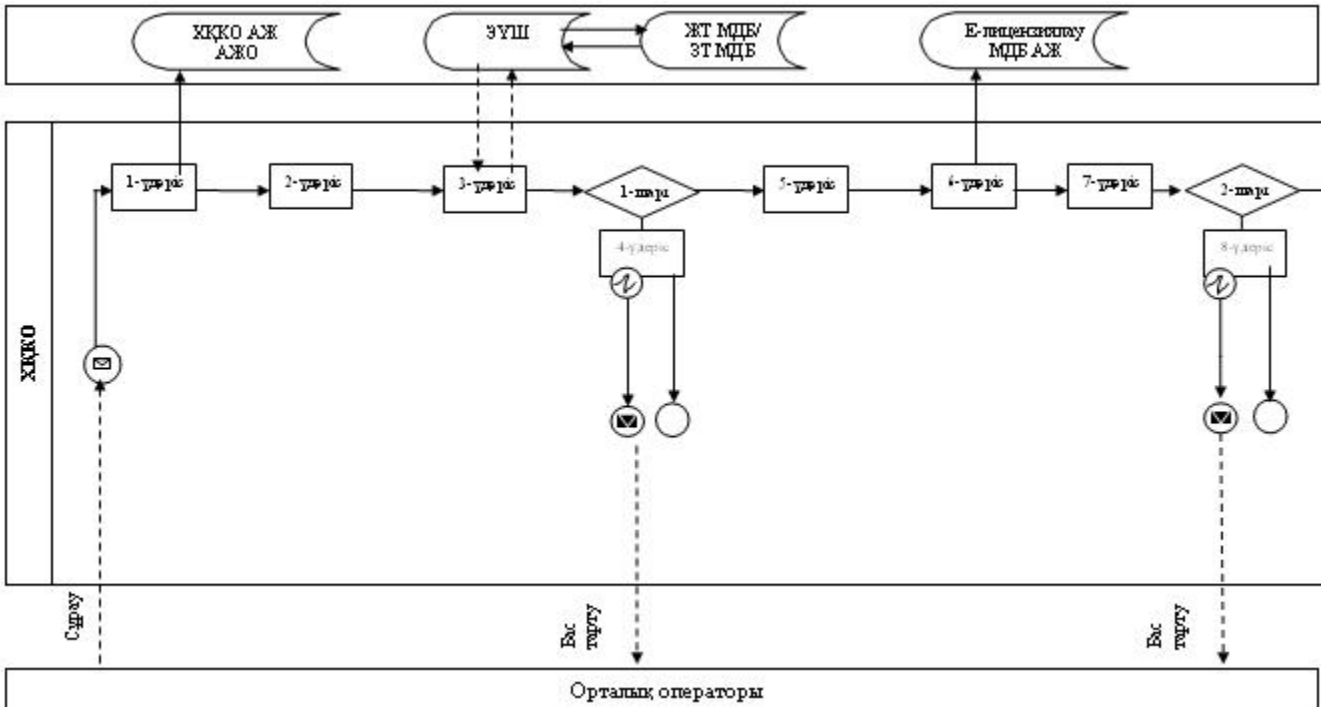 ХҚКО АЖ
АЖО
ЭҮШ
ЖТ МДБ/
ЗТ МДБ
Е-лицензиялау
МДБ АЖ
ХҚКО
1-үдеріс
2-үдеріс
3-үдеріс
1-шарт
5-үдеріс
6-үдеріс
7-үдеріс
2-шарт
4-үдеріс
8-үдеріс
Сұрау
Бас
тарту
Бас
тарту
Орталық операторы